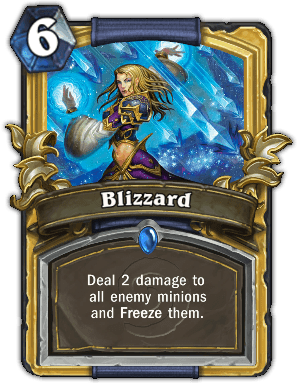 6
Blizzard
Deal 2 damage to
all enemy minions
and Freeze them.